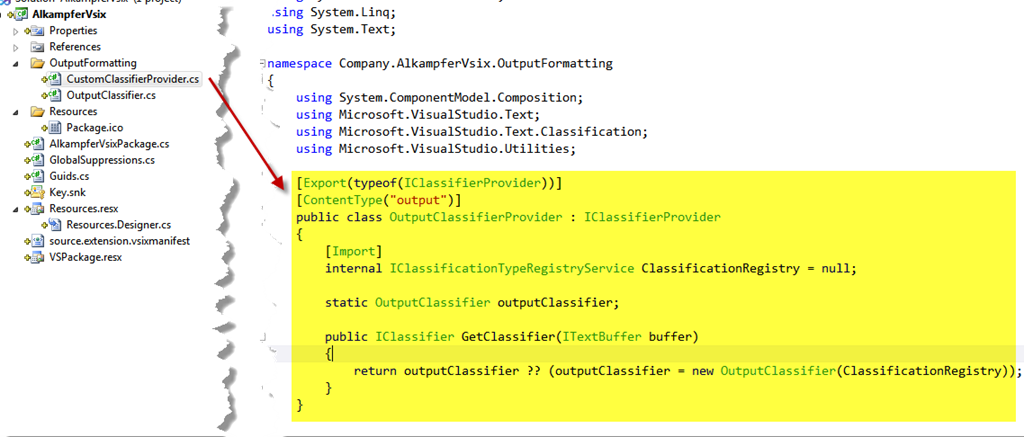 AlkampferVsix
Properties
References
OutputFormatting
CustomClassifierProvider.cs
OutputClassifier.cs
Resources
Package.ico
AlkampferVsixPackage.cs
GlobalSuppressions.cs
Guids.cs
Key.snk
Resources.resx
Resources.Designer.cs
source.extension.vsixmanifest
VSPackage.resx
using System.Linq;
using System.Text;
namespace Company.AlkampferVsix.OutputFormatting
{
using System.ComponentModel.Composition;
using Microsoft.VisualStudio.Text;
using Microsoft.VisualStudio.Text.Classification;
using Microsoft.VisualStudio.Utilities;
[Export(typeof(IClassifierProvider))]
[ContentType("output")]
public class OutputClassifierProvider : IClassifierProvider
{
[Import]
internal IClassificationTypeRegistryService ClassificationRegistry = null;
static OutputClassifier outputClassifier;
public IClassifier GetClassifier(ITextBuffer buffer)
{
return outputClassifier ?? (outputClassifier = new OutputClassifier(ClassificationRegistry));
}
}